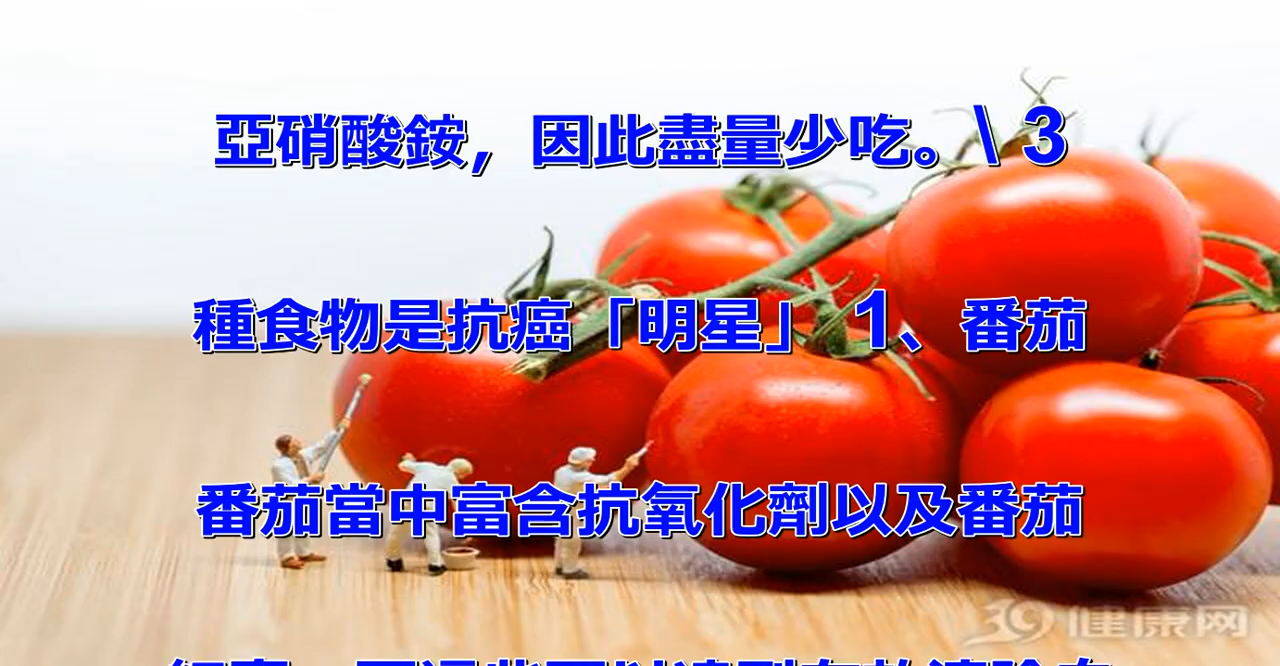 亞硝酸銨，因此盡量少吃。\ 3
種食物是抗癌「明星」 1、番茄
番茄當中富含抗氧化劑以及番茄
39健康网